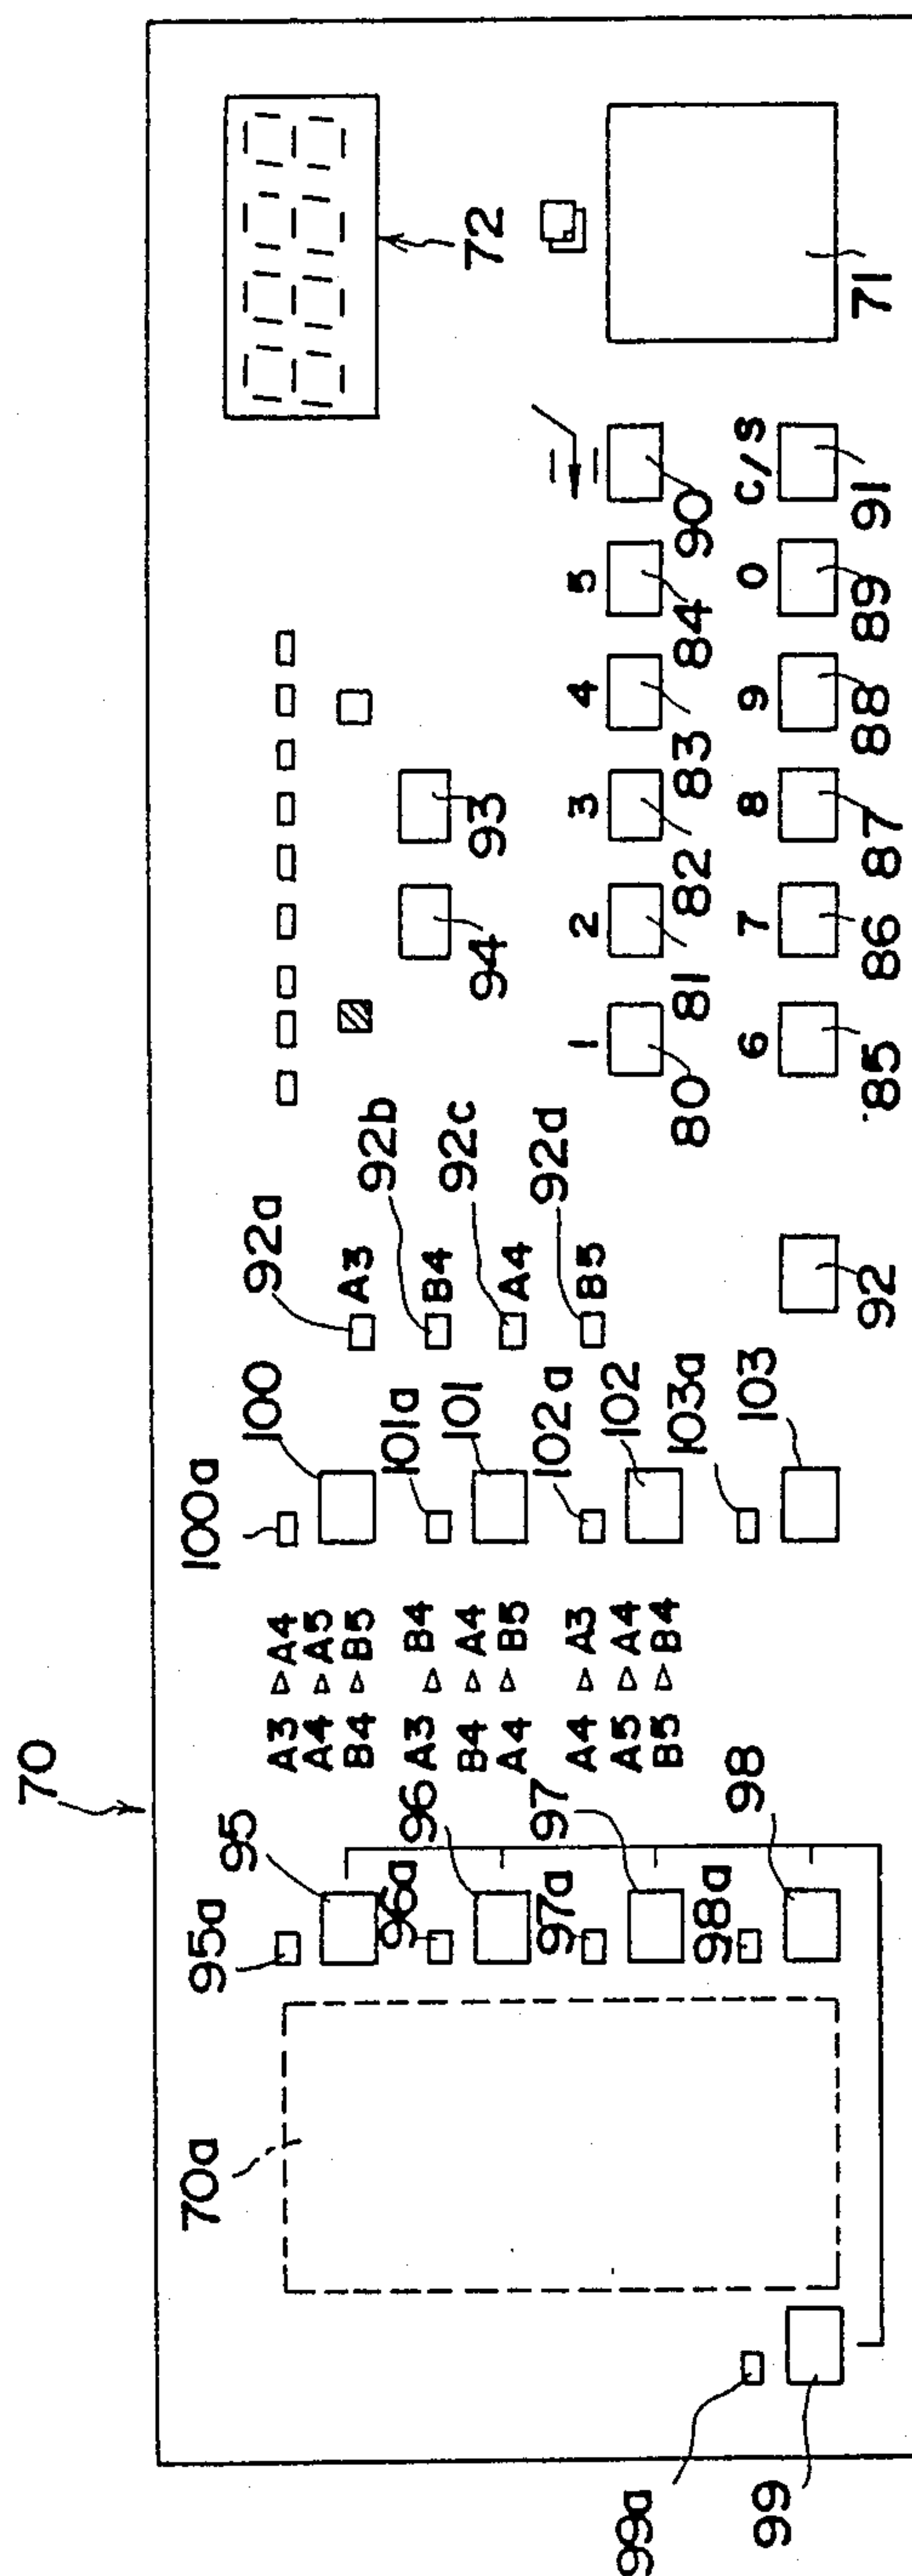 70
70a 95a 100a
95 100 92a
A3 ▷ A4
A4 ▷ A5
B4 ▷ B5
A3
96a 101a 92b
96
A3 ▷ B4
B4 ▷ A4
A4 ▷ B5
B4
101 92c
94 93 72
A4
97a 102a 92d
97
A4 ▷ A3
A5 ▷ A4
B5 ▷ B4
B5
102
1 2 3 4 5
80 81 82 83 84 90
99a 98a 103a
98 103
6 7 8 9 0 C/S
99 92 85 86 87 88 89 91 71